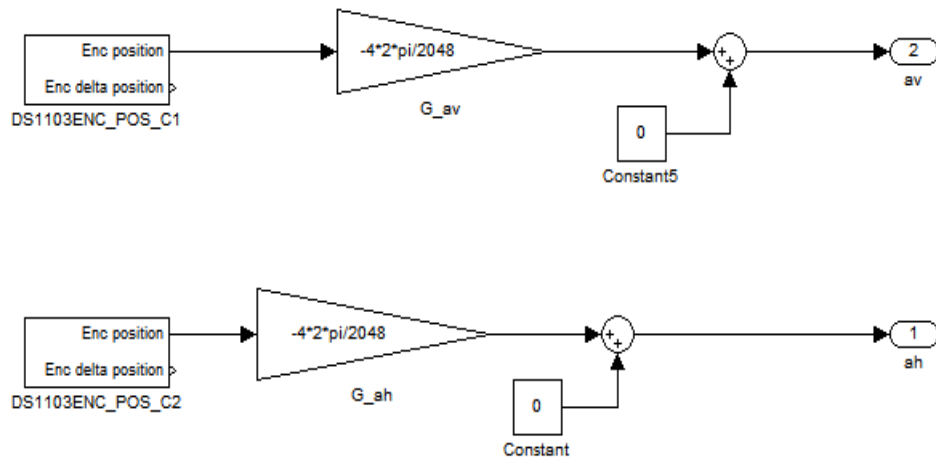 Enc position
-4*2*pi/2048
+
+
2
Enc delta position
av
DS1103ENC_POS_C1
G_av
0
Constant5
Enc position
-4*2*pi/2048
+
+
1
Enc delta position
ah
DS1103ENC_POS_C2
G_ah
0
Constant